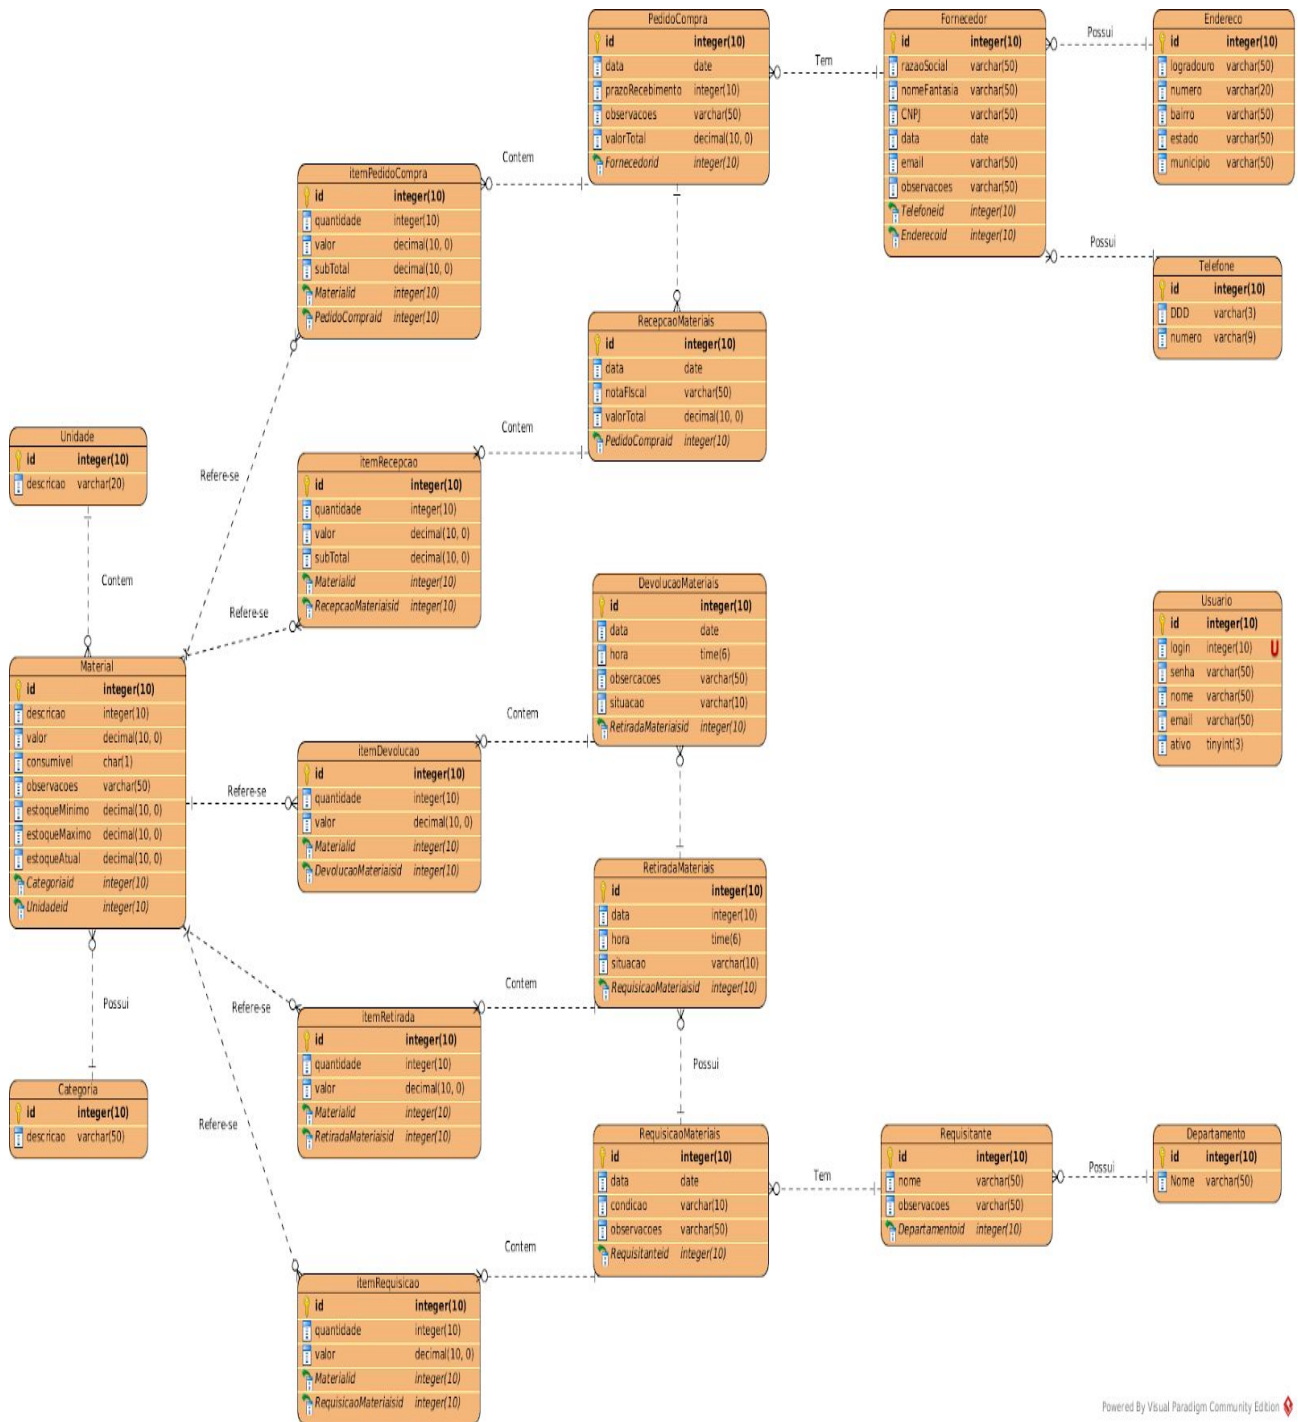 PedidoCompra
id integer(10)
data date
prazoRecebimento integer(10)
observacoes varchar(50)
valorTotal decimal(10, 0)
Fornecedorid integer(10)
Tem
Fornecedor
id integer(10)
razaoSocial varchar(50)
nomeFantasia varchar(50)
CNPJ varchar(50)
data date
email varchar(50)
observacoes varchar(50)
Telefoneid integer(10)
Enderecoid integer(10)
Possui
Endereco
id integer(10)
logradouro varchar(50)
numero varchar(20)
bairro varchar(50)
estado varchar(50)
municipio varchar(50)
Possui
Telefone
id integer(10)
DDD varchar(3)
numero varchar(9)
Contem
itemPedidoCompra
id integer(10)
quantidade integer(10)
valor decimal(10, 0)
subTotal decimal(10, 0)
Materialid integer(10)
PedidoCompraid integer(10)
RecepcaoMateriais
id integer(10)
data date
notaFiscal varchar(50)
valorTotal decimal(10, 0)
PedidoCompraid integer(10)
Contem
Unidade
id integer(10)
descricao varchar(20)
Contem
Refere-se
itemRecepcao
id integer(10)
quantidade integer(10)
valor decimal(10, 0)
subTotal decimal(10, 0)
Materialid integer(10)
RecepcaoMateriaisid integer(10)
Refere-se
DevolucaoMateriais
id integer(10)
data date
hora time(6)
obsercacoes varchar(50)
situacao varchar(10)
RetiradaMateriaisid integer(10)
Usuario
id integer(10)
login integer(10) U
senha varchar(50)
nome varchar(50)
email varchar(50)
ativo tinyint(3)
Material
id integer(10)
descricao integer(10)
valor decimal(10, 0)
consumivel char(1)
observacoes varchar(50)
estoqueMinimo decimal(10, 0)
estoqueMaximo decimal(10, 0)
estoqueAtual decimal(10, 0)
Categoriaid integer(10)
Unidadeid integer(10)
Contem
Refere-se
itemDevolucao
id integer(10)
quantidade integer(10)
valor decimal(10, 0)
Materialid integer(10)
DevolucaoMateriaisid integer(10)
RetiradaMateriais
id integer(10)
data integer(10)
hora time(6)
situacao varchar(10)
RequisicaoMateriaisid integer(10)
Contem
Possui
Refere-se
itemRetirada
id integer(10)
quantidade integer(10)
valor decimal(10, 0)
Materialid integer(10)
RetiradaMateriaisid integer(10)
Possui
Categoria
id integer(10)
descricao varchar(50)
Refere-se
RequisicaoMateriais
id integer(10)
data date
condicao varchar(10)
observacoes varchar(50)
Requisitanteid integer(10)
Tem
Requisitante
id integer(10)
nome varchar(50)
observacoes varchar(50)
Departamentoid integer(10)
Possui
Departamento
id integer(10)
Nome varchar(50)
Contem
itemRequisicao
id integer(10)
quantidade integer(10)
valor decimal(10, 0)
Materialid integer(10)
RequisicaoMateriaisid integer(10)
Powered By Visual Paradigm Community Edition